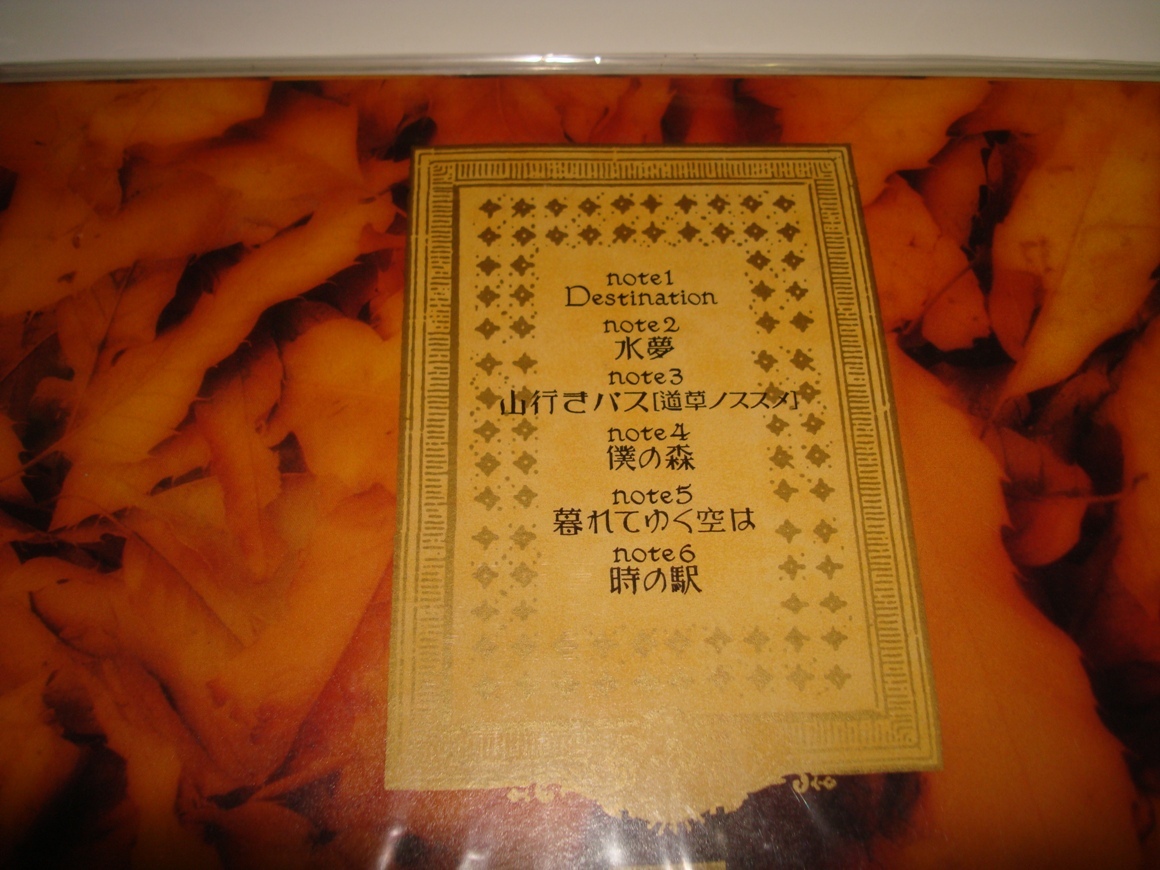 note1
Destination
note2
水夢
note3
山行きバス[道草ノススメ]
note4
僕の森
note5
暮れてゆく空は
note6
時の駅